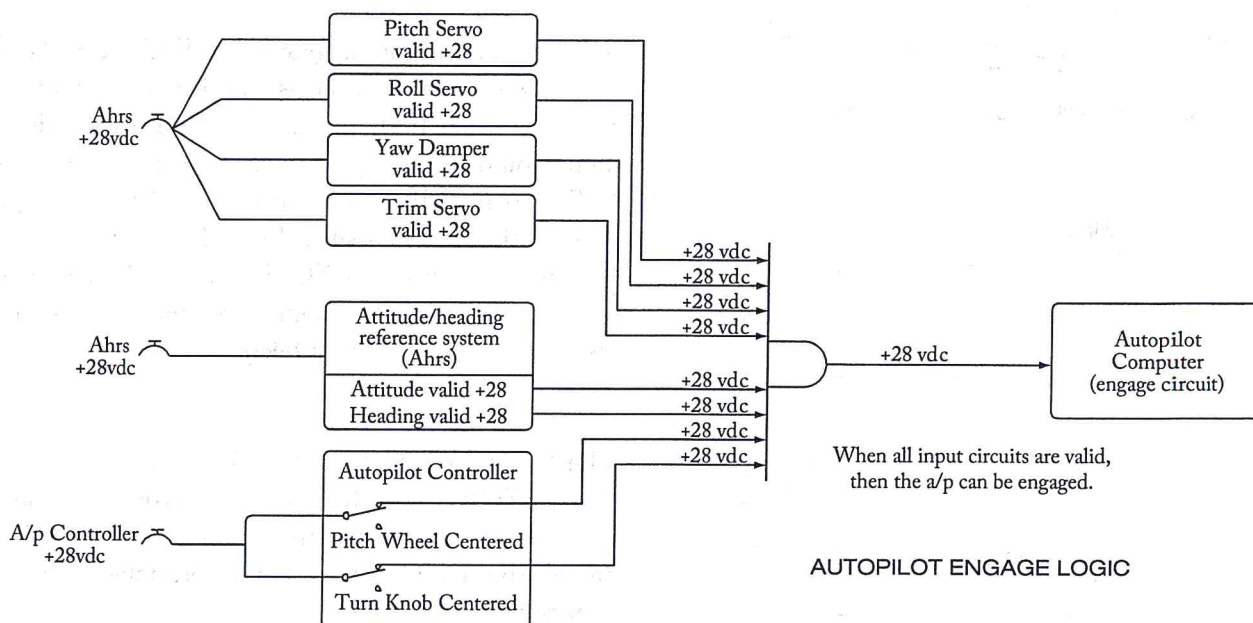 Pitch Servo
valid +28
Roll Servo
valid +28
Yaw Damper
valid +28
Trim Servo
valid +28
Ahrs
+28vdc
+28 vdc
+28 vdc
+28 vdc
+28 vdc
Attitude/heading
reference system
(Ahrs)
Attitude valid +28
Heading valid +28
Ahrs
+28vdc
+28 vdc
+28 vdc
+28 vdc
+28 vdc
+28 vdc
Autopilot
Computer
(engage circuit)
When all input circuits are valid,
then the a/p can be engaged.
Autopilot Controller
Pitch Wheel Centered
Turn Knob Centered
A/p Controller
+28vdc
AUTOPILOT ENGAGE LOGIC